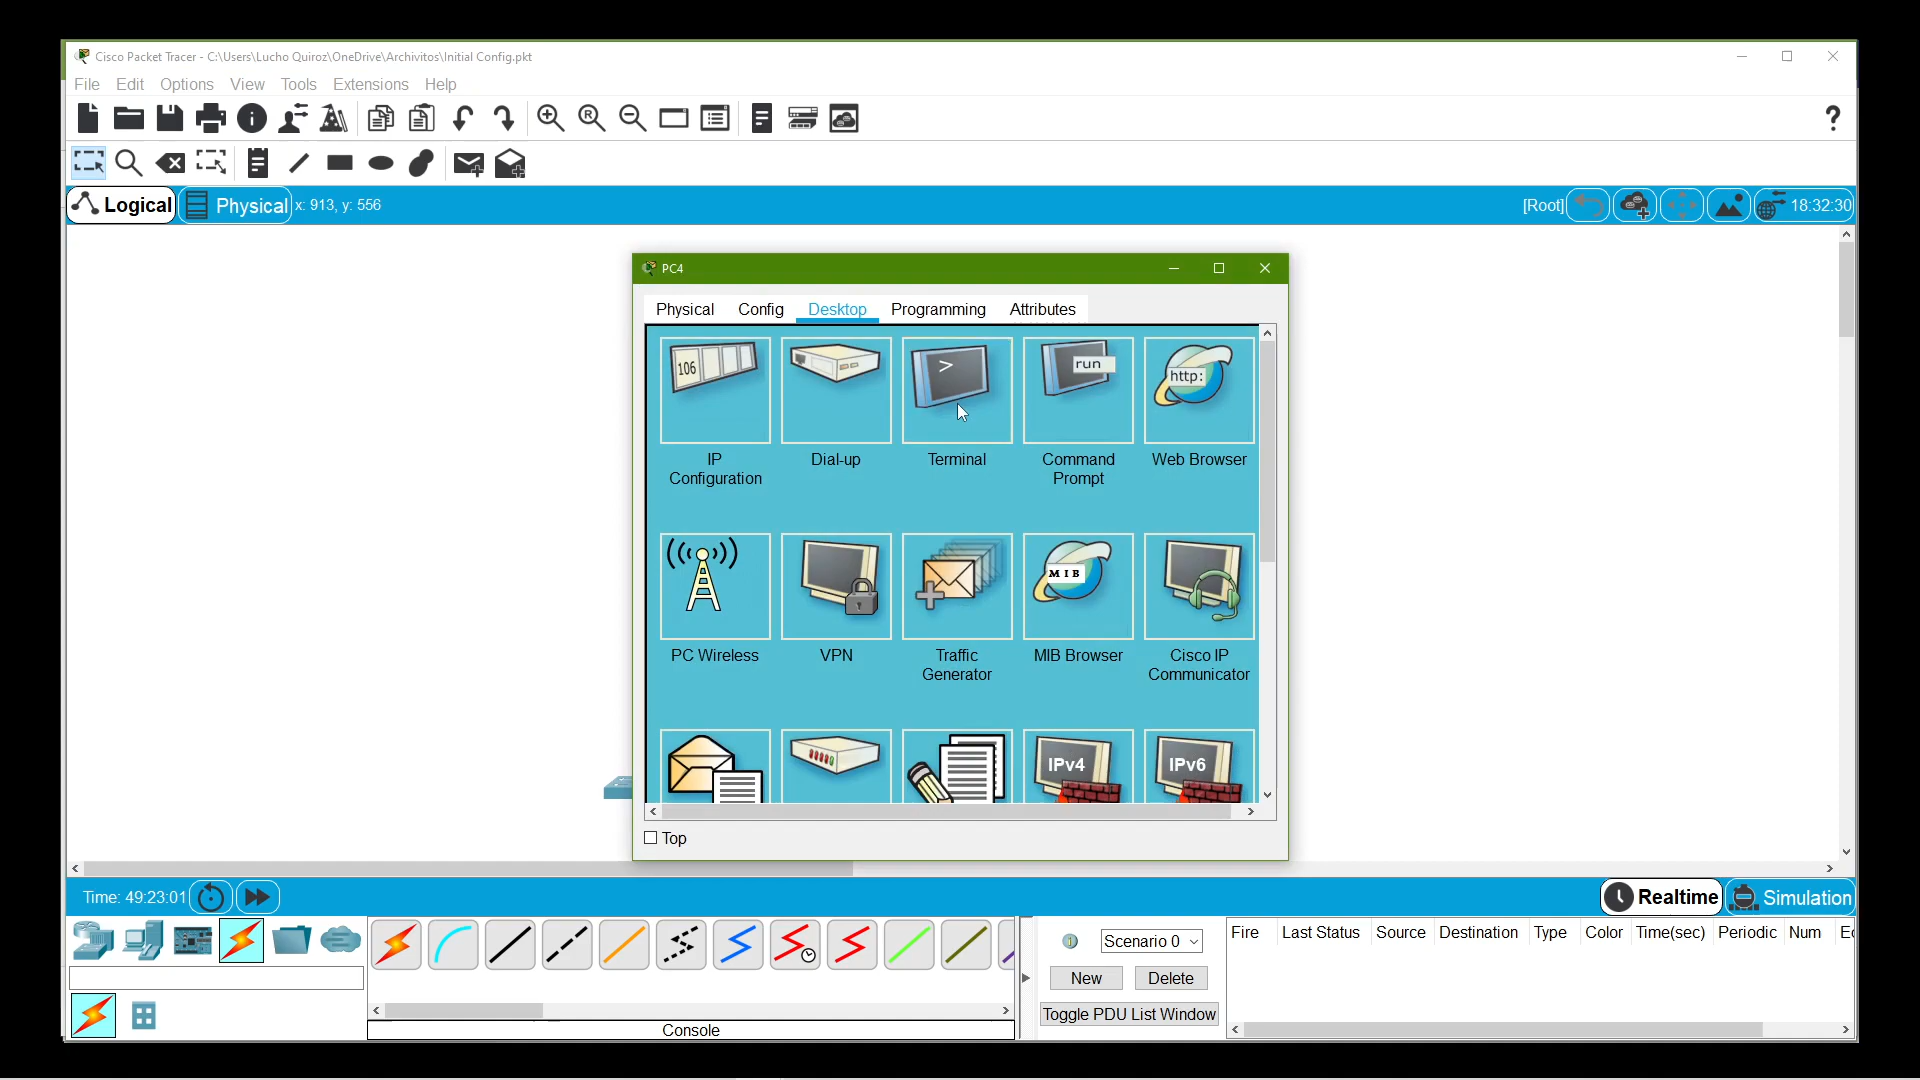 Cisco Packet Tracer - C:\Users\Lucho Quiroz\OneDrive\Archivitos\Initial Config.pkt
File Edit Options View Tools Extensions Help
R
?
Logical Physical x: 913, y: 556 [Root] 18:32:30
PC4
Physical Config Desktop Programming Attributes
106 > run http:
IP Configuration
Dial-up
Terminal
Command Prompt
Web Browser
MIB
PC Wireless
VPN
Traffic Generator
MIB Browser
Cisco IP Communicator
IPv4 IPv6
Top
Time: 49:23:01 Realtime Simulation
Scenario 0
New Delete
Toggle PDU List Window
Fire Last Status Source Destination Type Color Time(sec) Periodic Num
Console